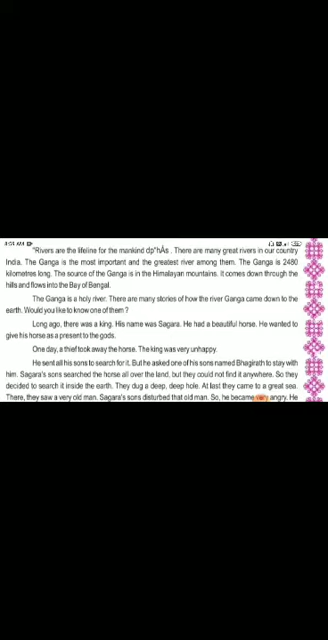 "Rivers are the lifeline for the mankind dp"hÅs . There are many great rivers in our country
India. The Ganga is the most important and the greatest river among them. The Ganga is 2480
kilometres long. The source of the Ganga is in the Himalayan mountains. It comes down through the
hills and flows into the Bay of Bengal.
The Ganga is a holy river. There are many stories of how the river Ganga came down to the
earth. Would you like to know one of them ?
Long ago, there was a king. His name was Sagara. He had a beautiful horse. He wanted to
give his horse as a present to the gods.
One day, a thief took away the horse. The king was very unhappy.
He sent all his sons to search for it. But he asked one of his sons named Bhagirath to stay with
him. Sagara's sons searched the horse all over the land, but they could not find it anywhere. So they
decided to search it inside the earth. They dug a deep, deep hole. At last they came to a great sea.
There, they saw a very old man. Sagara's sons disturbed that old man. So, he became very angry. He